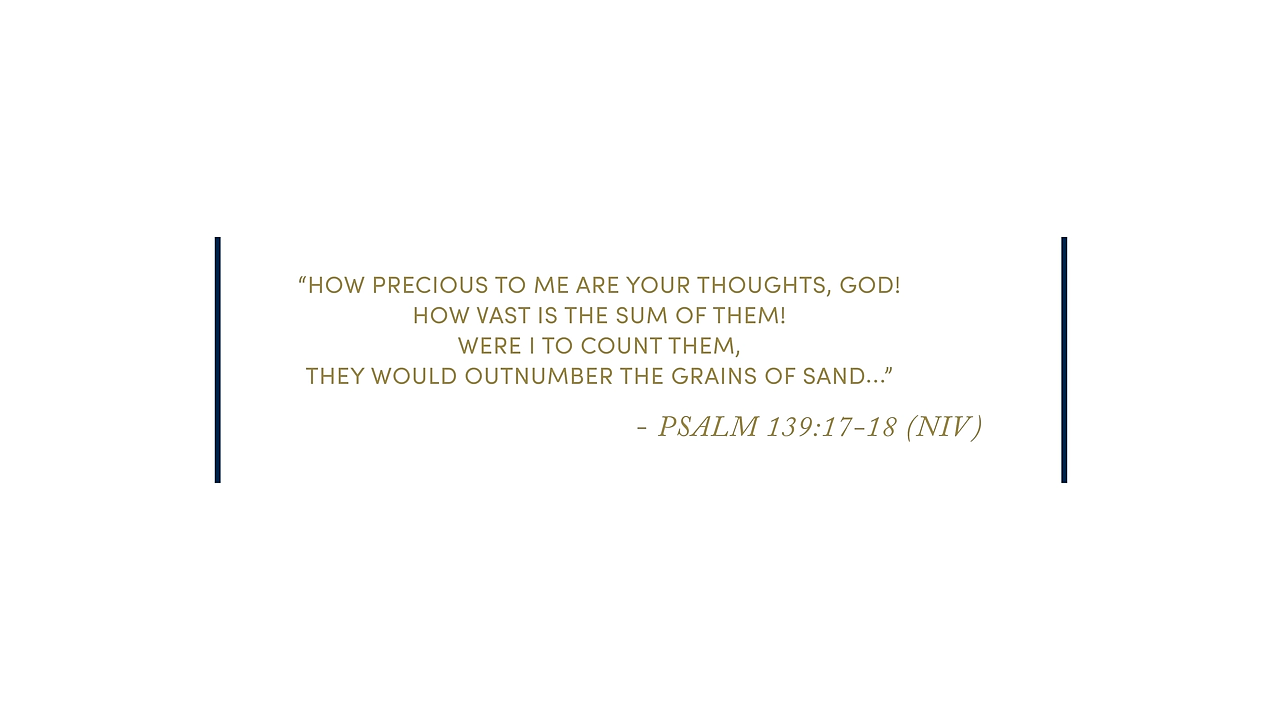 “HOW PRECIOUS TO ME ARE YOUR THOUGHTS, GOD!
HOW VAST IS THE SUM OF THEM!
WERE I TO COUNT THEM,
THEY WOULD OUTNUMBER THE GRAINS OF SAND...”
- PSALM 139:17-18 (NIV)